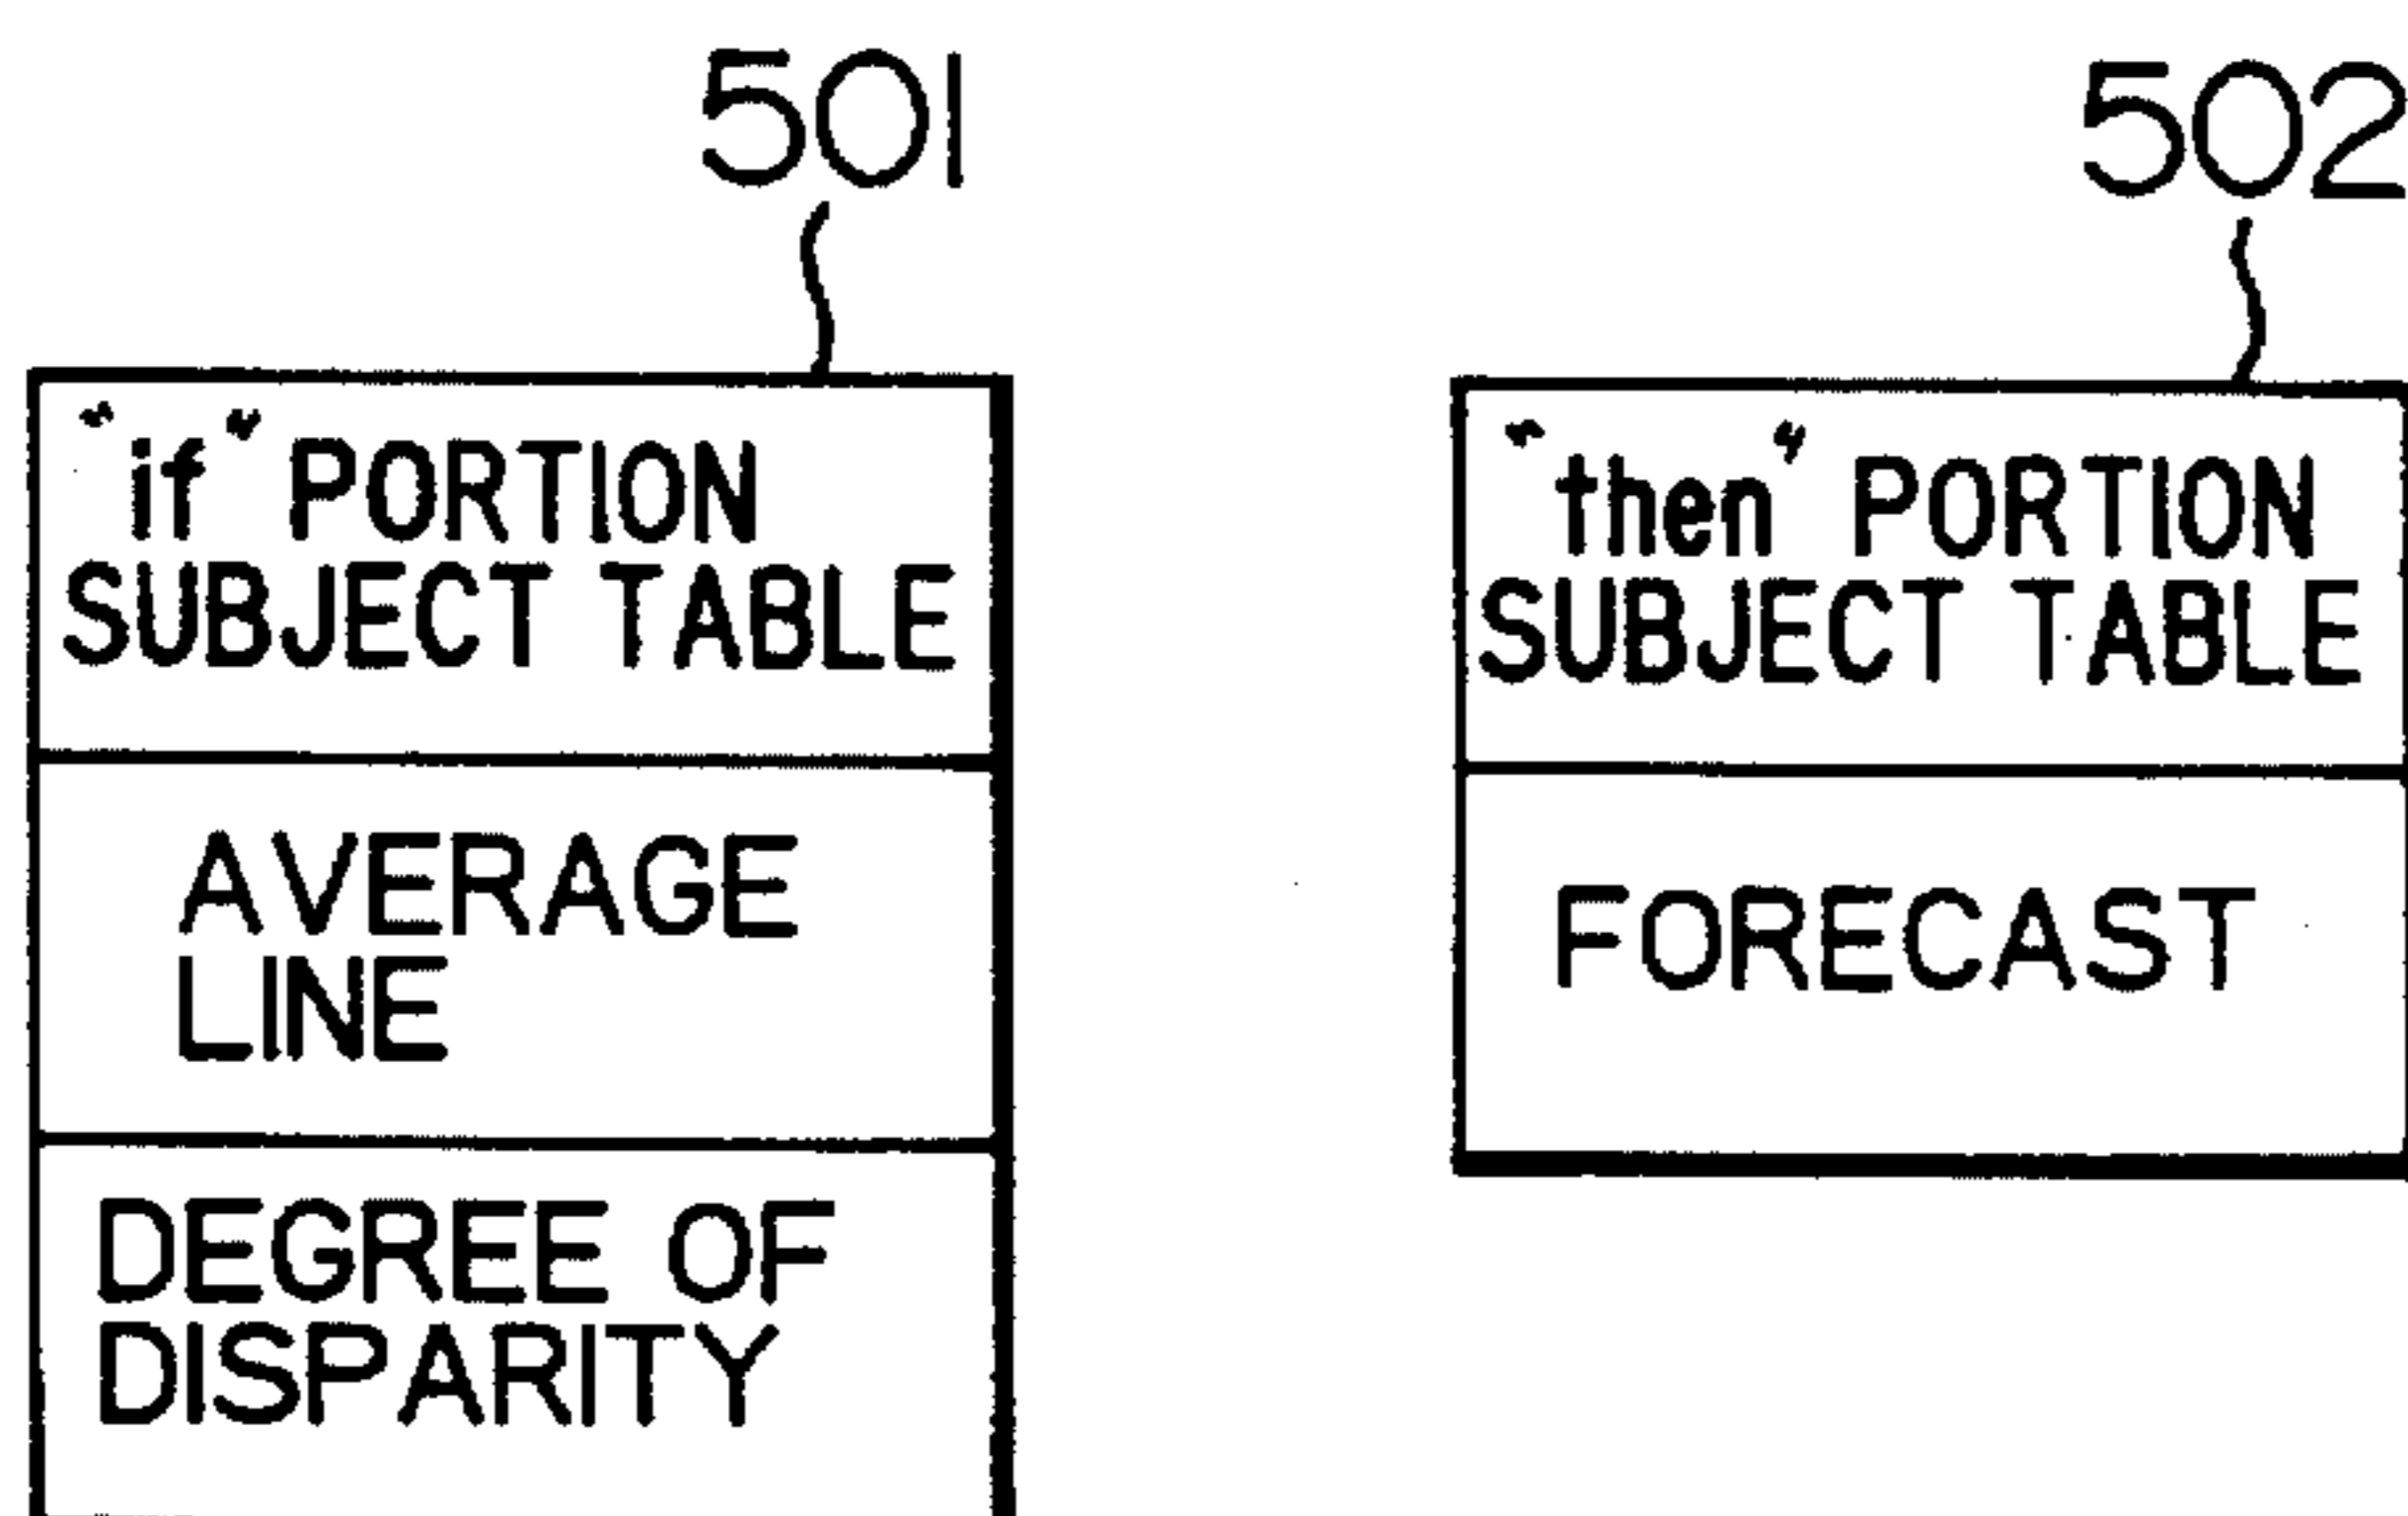 501
"if" PORTION
SUBJECT TABLE
AVERAGE
LINE
DEGREE OF
DISPARITY
502
"then" PORTION
SUBJECT TABLE
FORECAST